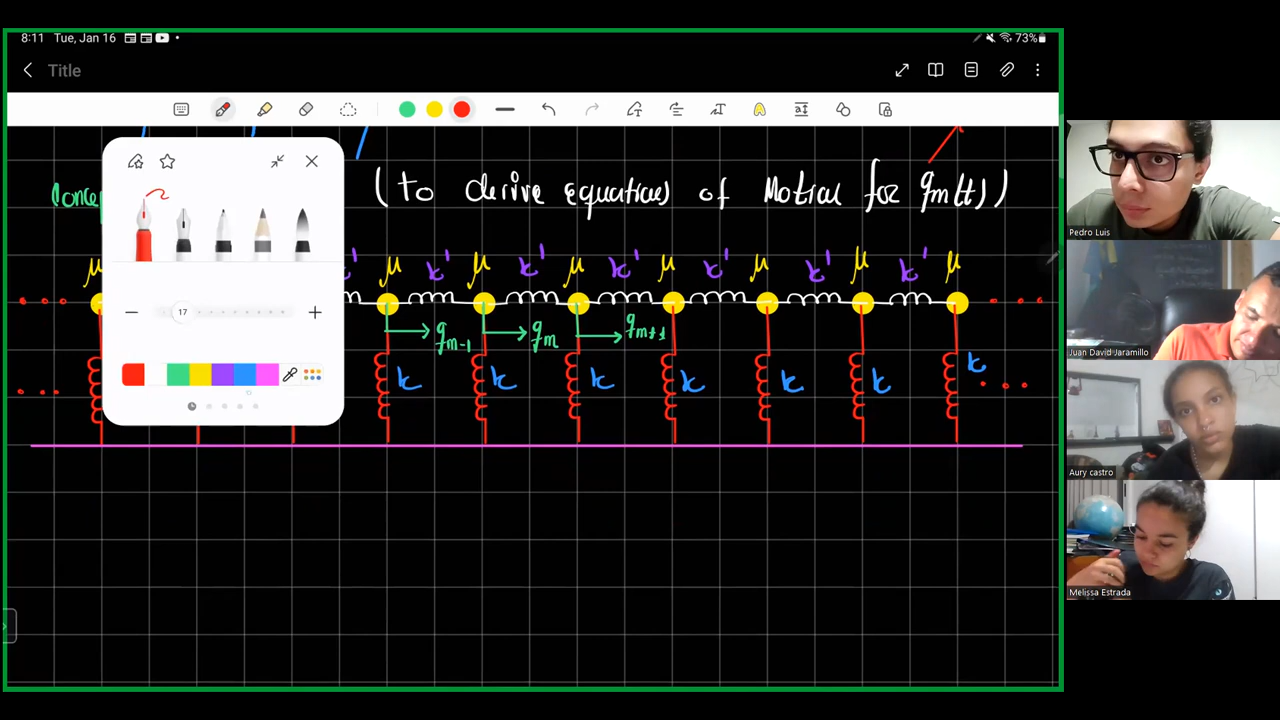 8:11 Tue, Jan 16 73%
Title
Concep (to derive equations of Motion for qm(t))
μ k' μ k' μ k' μ k' μ k' μ k' μ k' μ
17
qm-1 qm qm+1
k k k k k k k
Pedro Luis
Juan David Jaramillo
Aury castro
Melissa Estrada